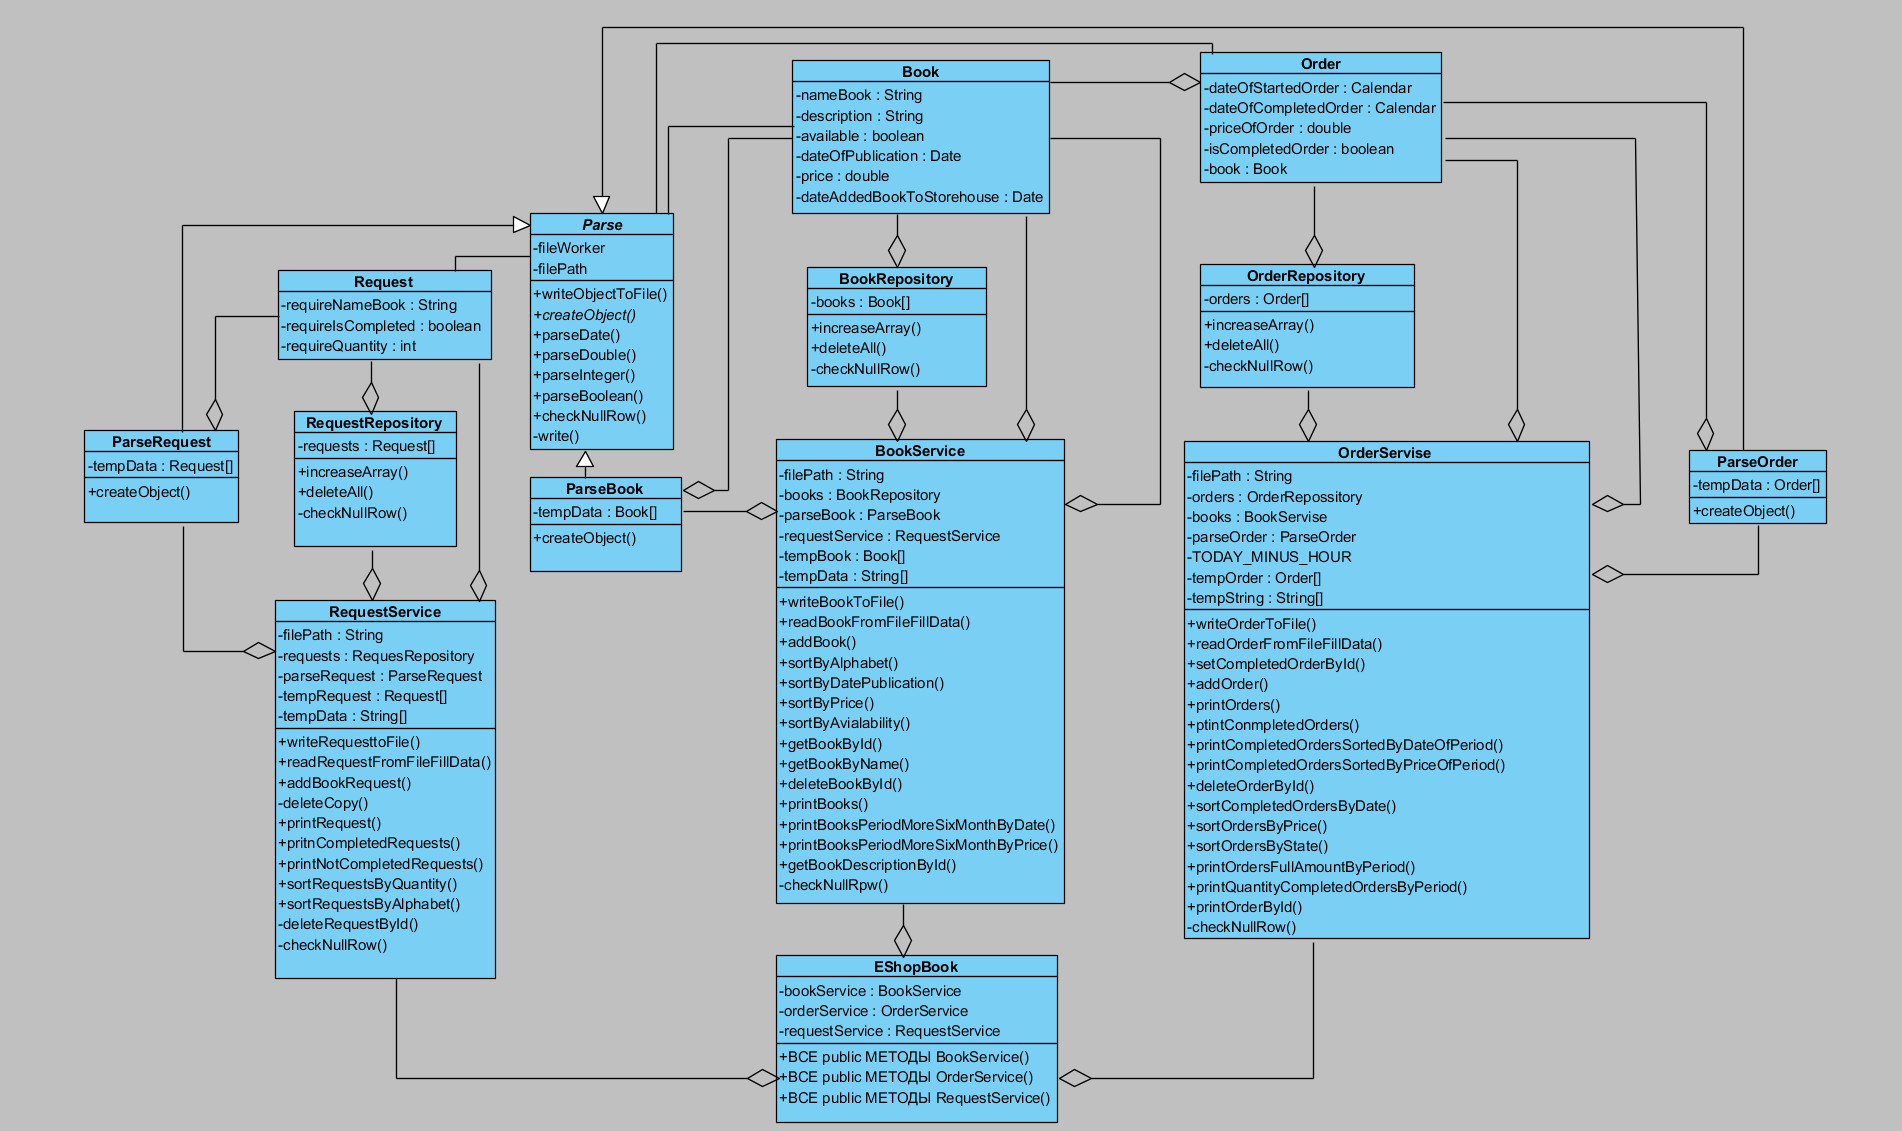 Book
-nameBook : String
-description : String
-available : boolean
-dateOfPublication : Date
-price : double
-dateAddedBookToStorehouse : Date
Order
-dateOfStartedOrder : Calendar
-dateOfCompletedOrder : Calendar
-priceOfOrder : double
-isCompletedOrder : boolean
-book : Book
Parse
-fileWorker
-filePath
+writeObjectToFile()
+createObject()
+parseDate()
+parseDouble()
+parseInteger()
+parseBoolean()
+checkNullRow()
-write()
Request
-requireNameBook : String
-requireIsCompleted : boolean
-requireQuantity : int
BookRepository
-books : Book[]
+increaseArray()
+deleteAll()
-checkNullRow()
OrderRepository
-orders : Order[]
+increaseArray()
+deleteAll()
-checkNullRow()
ParseRequest
-tempData : Request[]
+createObject()
RequestRepository
-requests : Request[]
+increaseArray()
+deleteAll()
-checkNullRow()
ParseBook
-tempData : Book[]
+createObject()
BookService
-filePath : String
-books : BookRepository
-parseBook : ParseBook
-requestService : RequestService
-tempBook : Book[]
-tempData : String[]
+writeBookToFile()
+readBookFromFileFillData()
+addBook()
+sortByAlphabet()
+sortByDatePublication()
+sortByPrice()
+sortByAvialability()
+getBookById()
+getBookByName()
+deleteBookById()
+printBooks()
+printBooksPeriodMoreSixMonthByDate()
+printBooksPeriodMoreSixMonthByPrice()
+getBookDescriptionById()
-checkNullRpw()
OrderServise
-filePath : String
-orders : OrderRepossitory
-books : BookServise
-parseOrder : ParseOrder
-TODAY_MINUS_HOUR
-tempOrder : Order[]
-tempString : String[]
+writeOrderToFile()
+readOrderFromFileFillData()
+setCompletedOrderById()
+addOrder()
+printOrders()
+ptintConmpletedOrders()
+printCompletedOrdersSortedByDateOfPeriod()
+printCompletedOrdersSortedByPriceOfPeriod()
+deleteOrderById()
+sortCompletedOrdersByDate()
+sortOrdersByPrice()
+sortOrdersByState()
+printOrdersFullAmountByPeriod()
+printQuantityCompletedOrdersByPeriod()
+printOrderById()
-checkNullRow()
ParseOrder
-tempData : Order[]
+createObject()
RequestService
-filePath : String
-requests : RequesRepository
-parseRequest : ParseRequest
-tempRequest : Request[]
-tempData : String[]
+writeRequesttoFile()
+readRequestFromFileFillData()
+addBookRequest()
-deleteCopy()
+printRequest()
+pritnCompletedRequests()
+printNotCompletedRequests()
+sortRequestsByQuantity()
+sortRequestsByAlphabet()
-deleteRequestById()
-checkNullRow()
EShopBook
-bookService : BookService
-orderService : OrderService
-requestService : RequestService
+ВСЕ public МЕТОДЫ BookService()
+ВСЕ public МЕТОДЫ OrderService()
+ВСЕ public МЕТОДЫ RequestService()